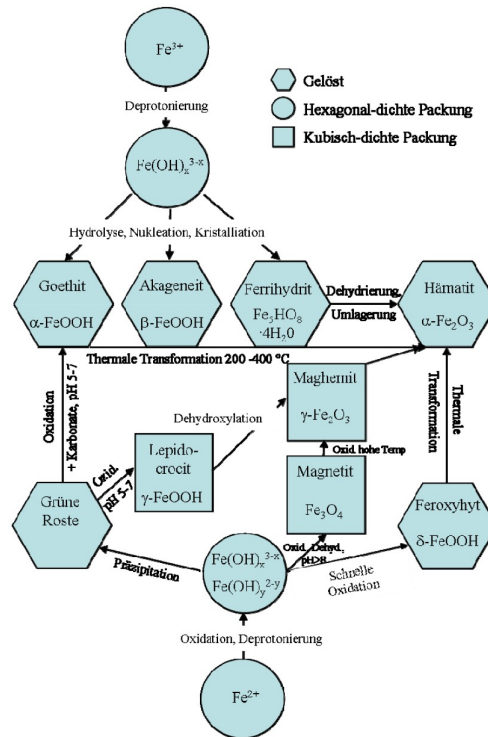 Fe3+
Gelöst
Deprotonierung
Hexagonal-dichte Packung
Kubisch-dichte Packung
Fe(OH)x3-x
Hydrolyse, Nukleation, Kristalliation
Goethit
α-FeOOH
Akageneit
β-FeOOH
Ferrihydrit
Fe5HO8
·4H20
Dehydrierung,
Umlagerung
Hämatit
α-Fe2O3
Thermale Transformation 200 -400 °C
Oxidation
+ Karbonate, pH 5-7
Dehydroxylation
Maghemit
γ-Fe2O3
Thermale
Transformation
Oxid. hohe Temp
Lepido-
crocit
γ-FeOOH
Oxid.
pH 5-7
Magnetit
Fe3O4
Grüne
Roste
Feroxyhyt
δ-FeOOH
Präzipitation
Fe(OH)x3-x
Fe(OH)y2-y
Oxid., Dehyd.,
pH>8
Schnelle
Oxidation
Oxidation, Deprotonierung
Fe2+